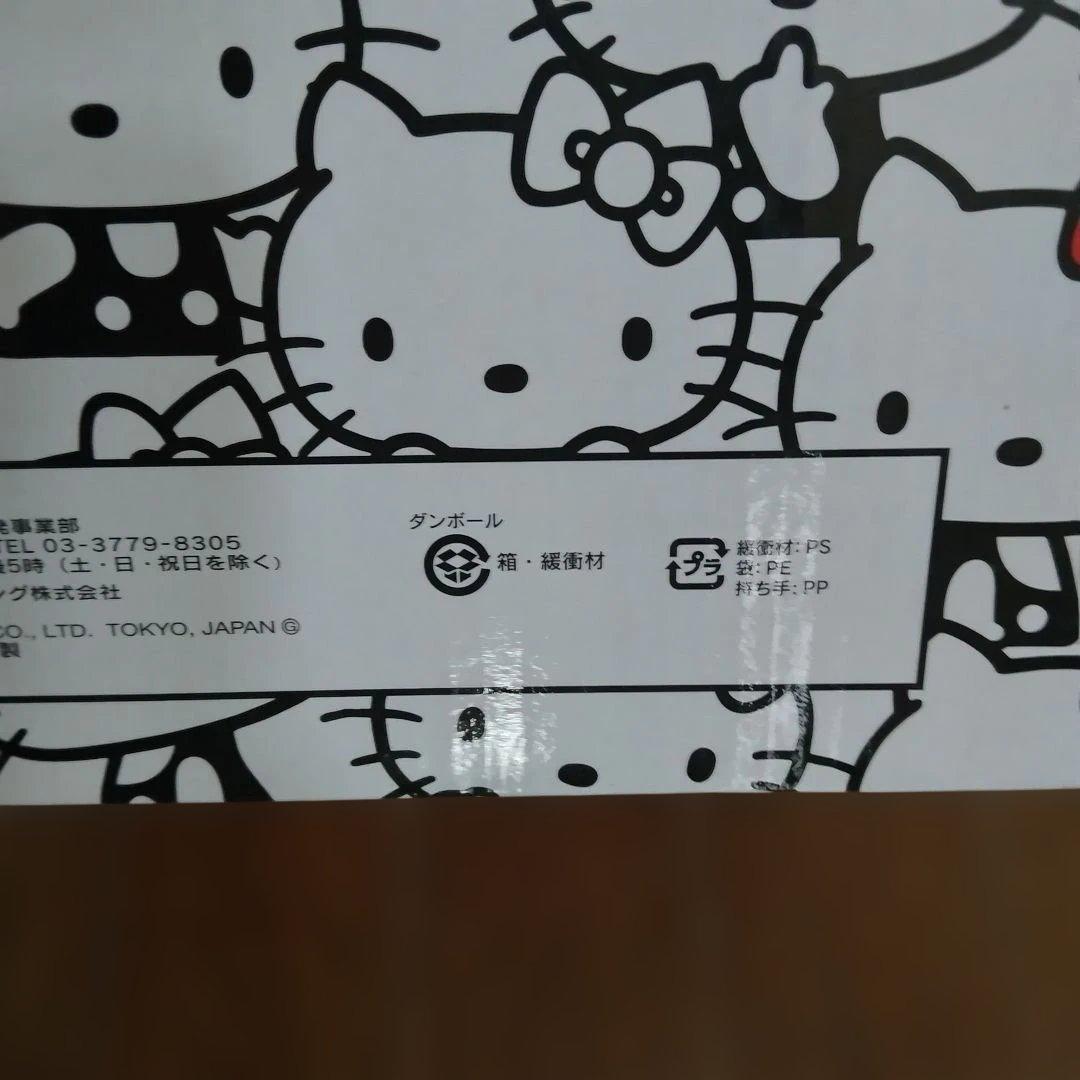 発事業部
TEL 03-3779-8305
後5時（土・日・祝日を除く）
ング株式会社
CO., LTD. TOKYO, JAPAN Ⓖ
製
ダンボール
箱・緩衝材
プラ
緩衝材: PS
袋: PE
持ち手: PP